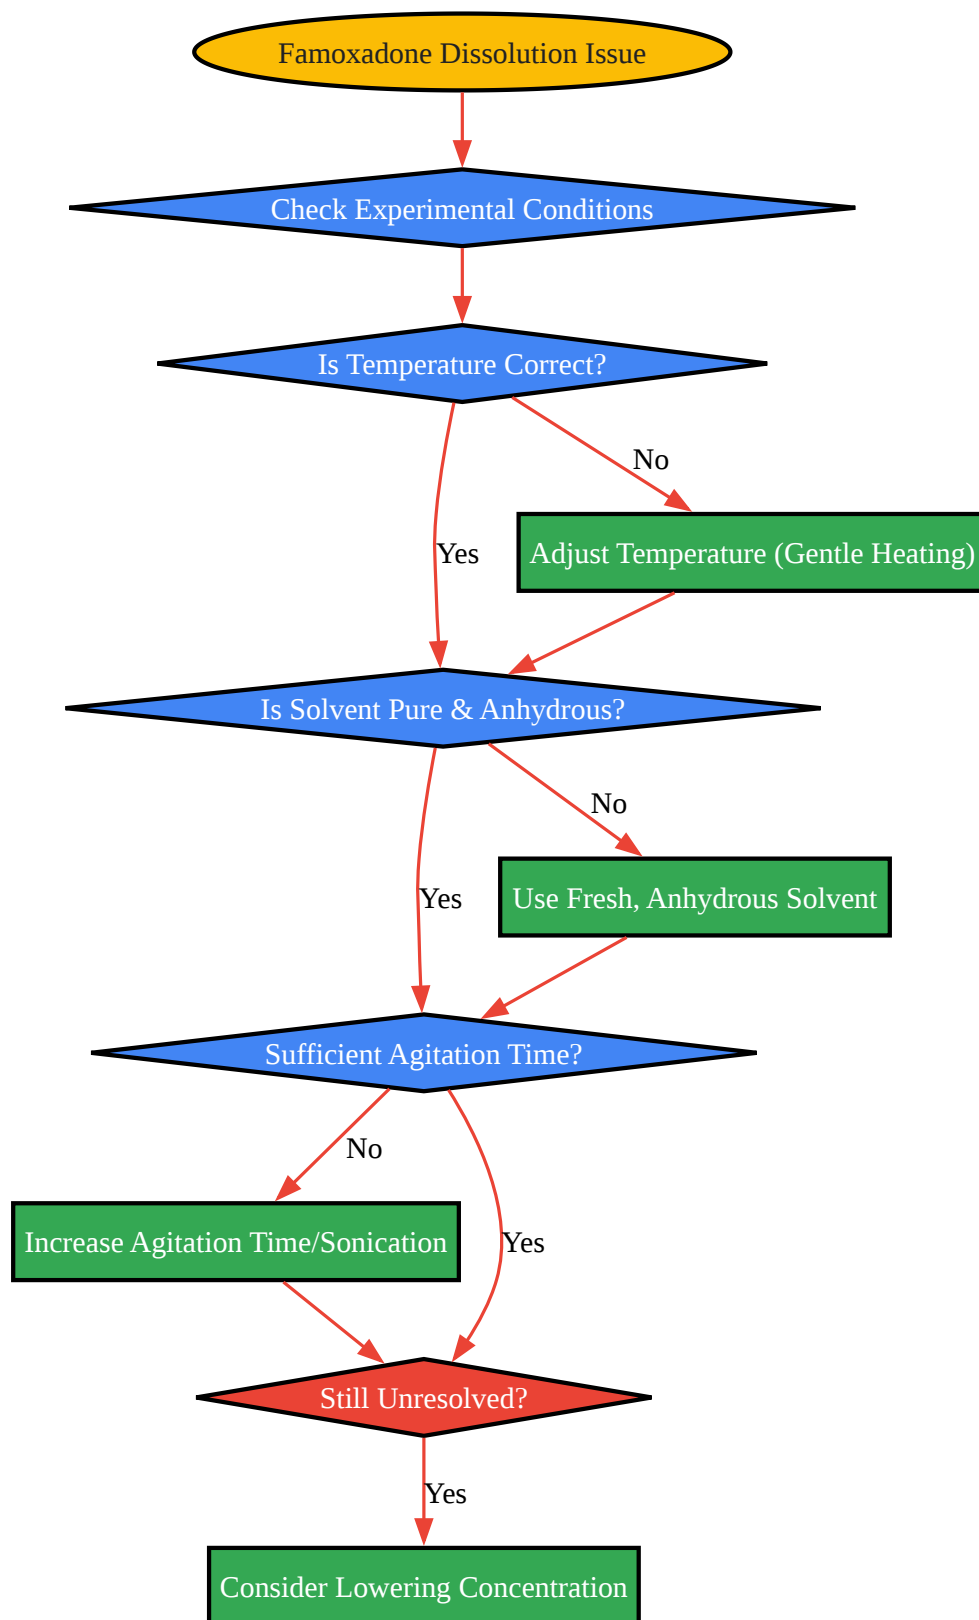 Famoxadone Dissolution Issue
Check Experimental Conditions
Is Temperature Correct?
No
Yes
Adjust Temperature (Gentle Heating)
Is Solvent Pure & Anhydrous?
No
Yes
Use Fresh, Anhydrous Solvent
Sufficient Agitation Time?
No
Increase Agitation Time/Sonication
Yes
Still Unresolved?
Yes
Consider Lowering Concentration